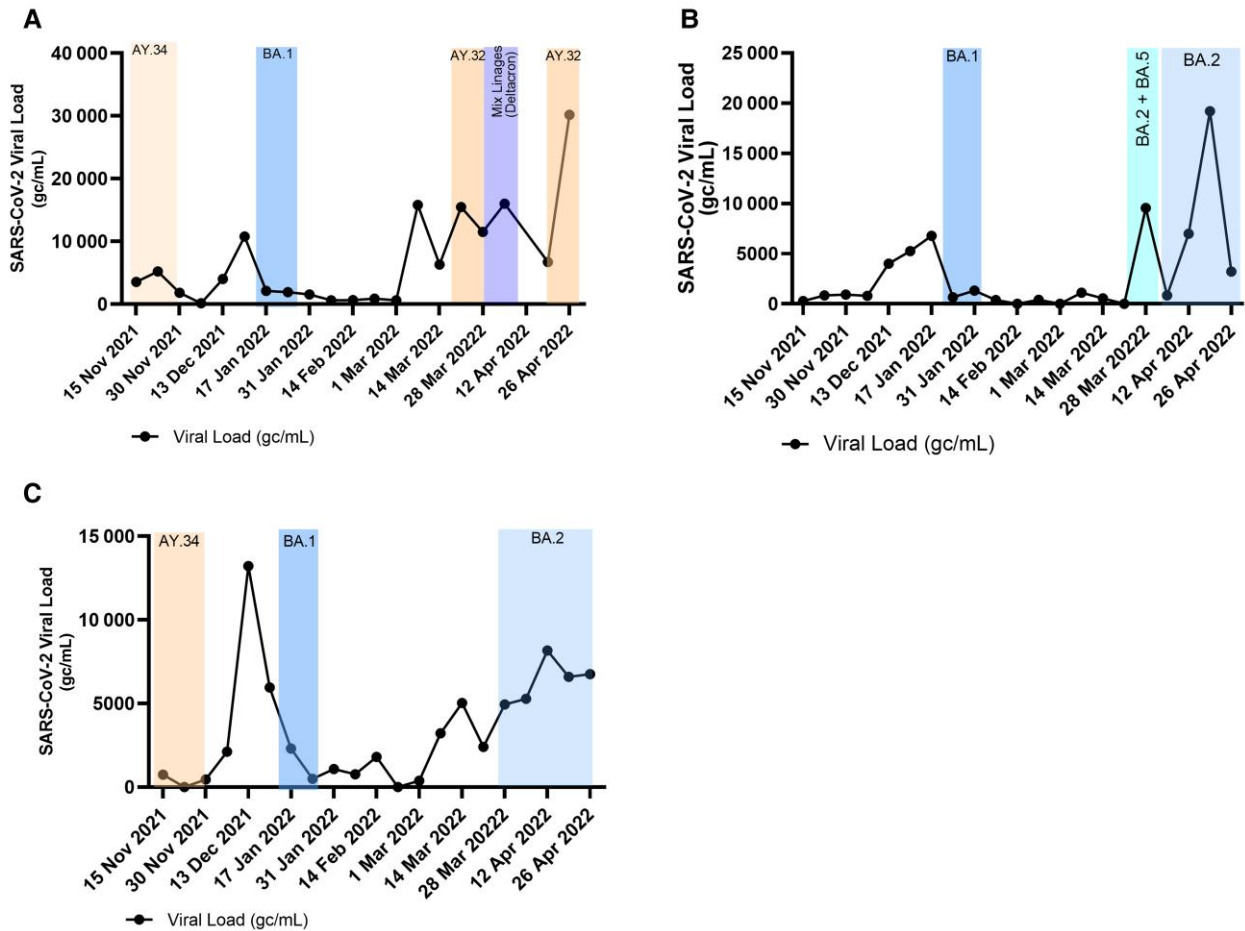 A
AY.34
BA.1
AY.32
Mix Linages
(Deltacron)
AY.32
40 000
30 000
20 000
10 000
0
SARS-CoV-2 Viral Load
(gc/mL)
15 Nov 2021
30 Nov 2021
13 Dec 2021
17 Jan 2022
31 Jan 2022
14 Feb 2022
1 Mar 2022
14 Mar 2022
28 Mar 20222
12 Apr 2022
26 Apr 2022
Viral Load (gc/mL)
B
BA.1
BA.2 + BA.5
BA.2
25 000
20 000
15 000
10 000
5000
0
SARS-CoV-2 Viral Load
(gc/mL)
15 Nov 2021
30 Nov 2021
13 Dec 2021
17 Jan 2022
31 Jan 2022
14 Feb 2022
1 Mar 2022
14 Mar 2022
28 Mar 20222
12 Apr 2022
26 Apr 2022
Viral Load (gc/mL)
C
AY.34
BA.1
BA.2
15 000
10 000
5000
0
SARS-CoV-2 Viral Load
(gc/mL)
15 Nov 2021
30 Nov 2021
13 Dec 2021
17 Jan 2022
31 Jan 2022
14 Feb 2022
1 Mar 2022
14 Mar 2022
28 Mar 20222
12 Apr 2022
26 Apr 2022
Viral Load (gc/mL)